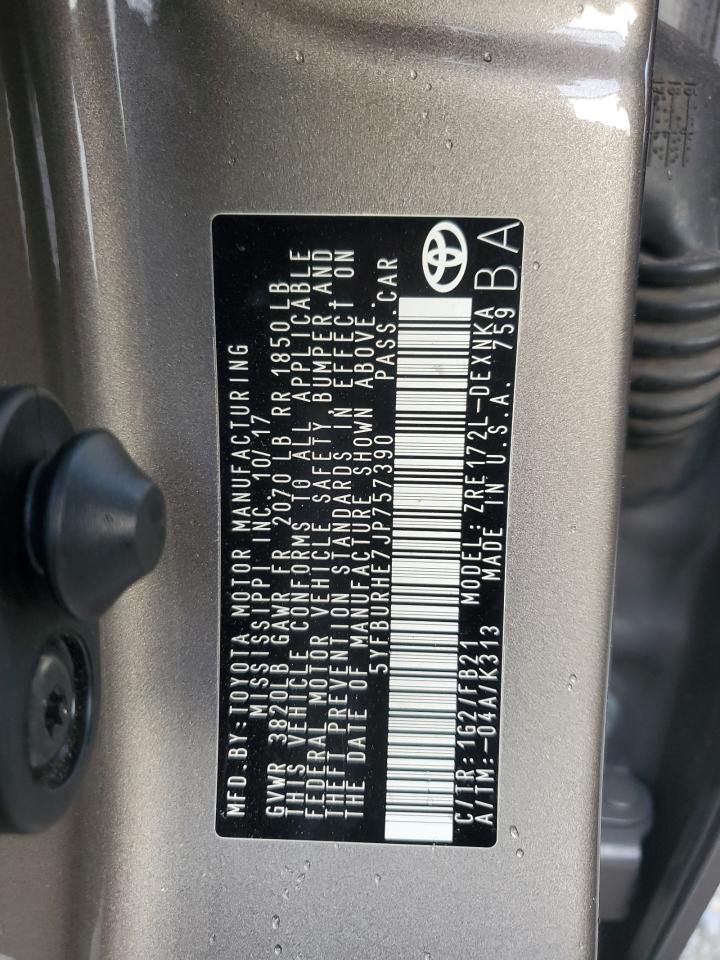 MFD.BY:TOYOTA MOTOR MANUFACTURING
MISSISSIPPI INC. 10/17
GVWR 3820LB GAWR FR 2070 LB RR 1850 LB
THIS VEHICLE CONFORMS TO ALL APPLICABLE
FEDERAL MOTOR VEHICLE SAFETY, BUMPER, AND
THEFT PREVENTION STANDARDS IN EFFECT ON
THE DATE OF MANUFACTURE SHOWN ABOVE.
5YFBURHE7JP757390 PASS. CAR
C/TR:1G2/FB21 MODEL: ZRE172L-DEXNKA
A/TM:-04A/K313 MADE IN U.S.A. 759 BA